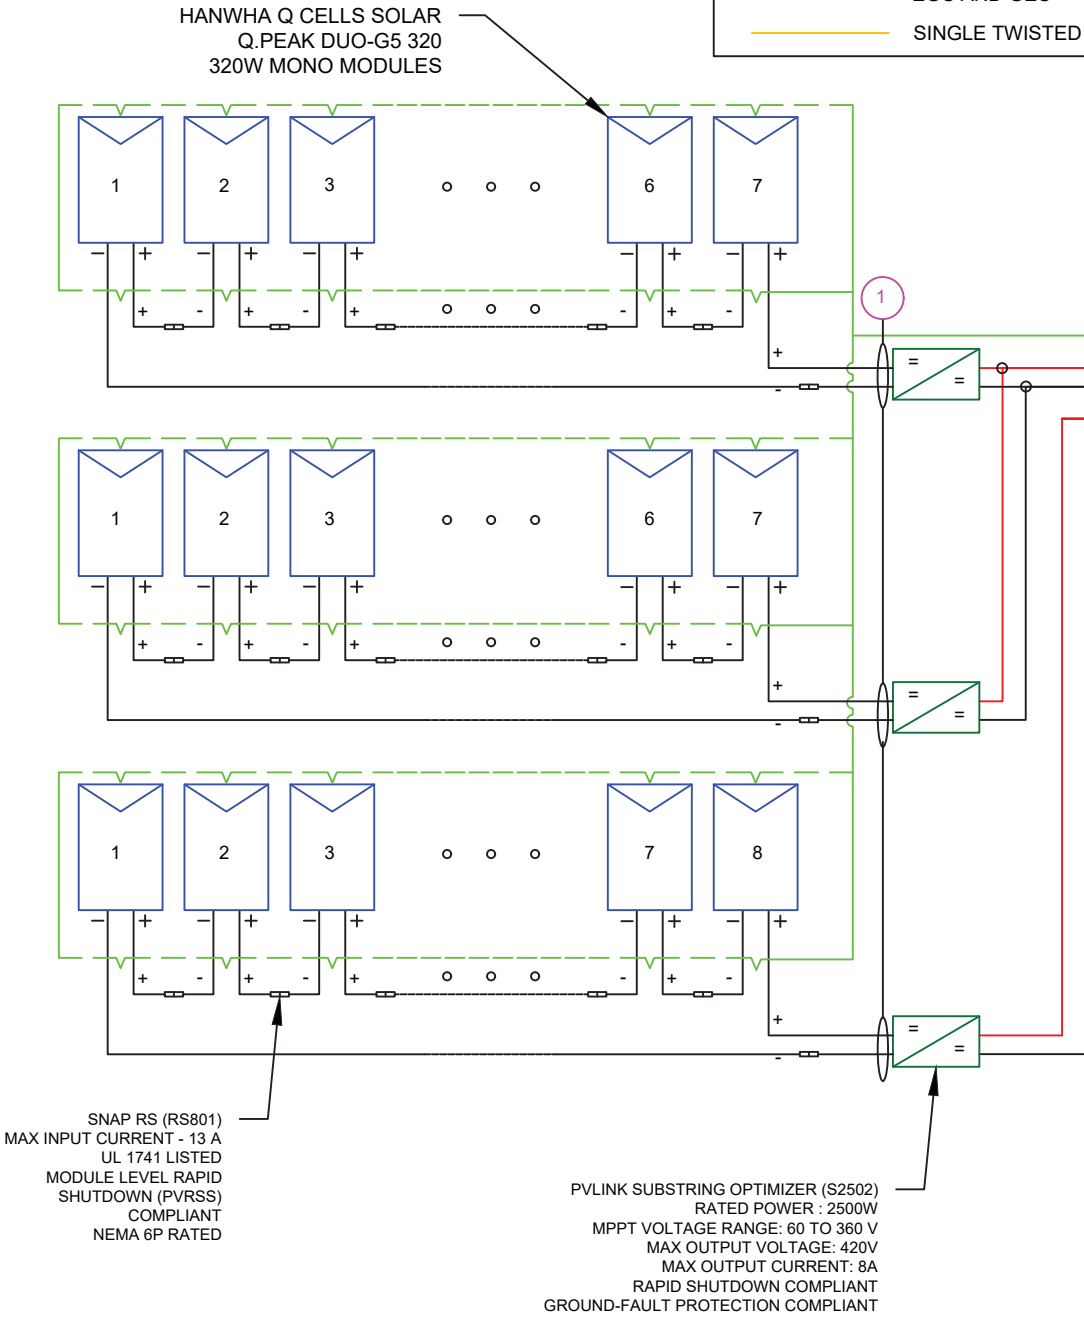 HANWHA Q CELLS SOLAR
Q.PEAK DUO-G5 320
320W MONO MODULES
SINGLE TWISTED
1 2 3 6 7
− + − + − + − + − +
+ - + - + - + -
1
+
-
= =
1 2 3 6 7
− + − + − + − + − +
+ - + - + - + -
+
-
= =
1 2 3 7 8
− + − + − + − + − +
+ - + - + - + -
+
-
= =
SNAP RS (RS801)
MAX INPUT CURRENT - 13 A
UL 1741 LISTED
MODULE LEVEL RAPID
SHUTDOWN (PVRSS)
COMPLIANT
NEMA 6P RATED
PVLINK SUBSTRING OPTIMIZER (S2502)
RATED POWER : 2500W
MPPT VOLTAGE RANGE: 60 TO 360 V
MAX OUTPUT VOLTAGE: 420V
MAX OUTPUT CURRENT: 8A
RAPID SHUTDOWN COMPLIANT
GROUND-FAULT PROTECTION COMPLIANT